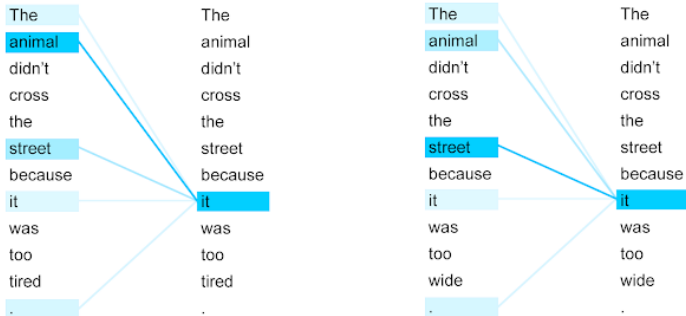 The
animal
didn't
cross
the
street
because
it
was
too
tired
.
The
animal
didn't
cross
the
street
because
it
was
too
tired
.
The
animal
didn't
cross
the
street
because
it
was
too
wide
.
The
animal
didn't
cross
the
street
because
it
was
too
wide
.